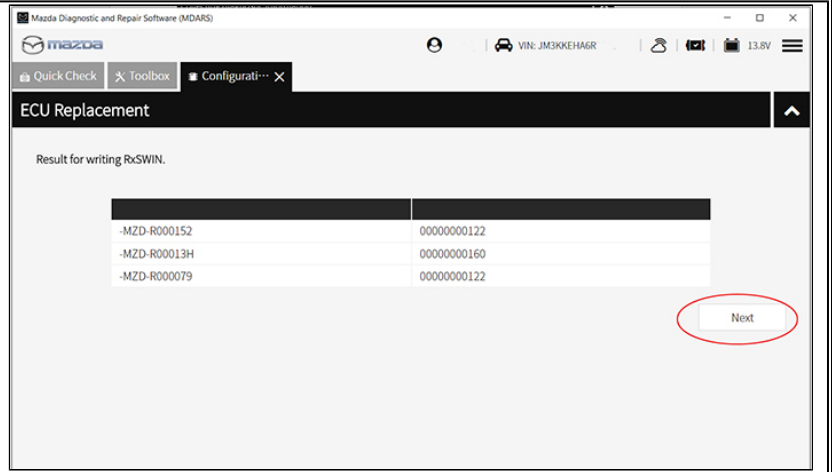 Mazda Diagnostic and Repair Software (MDARS)
mazda VIN: JM3KKEHA6R 13.8V
Quick Check Toolbox Configurati···
ECU Replacement
Result for writing RxSWIN.
-MZD-R000152 00000000122
-MZD-R00013H 00000000160
-MZD-R000079 00000000122
Next